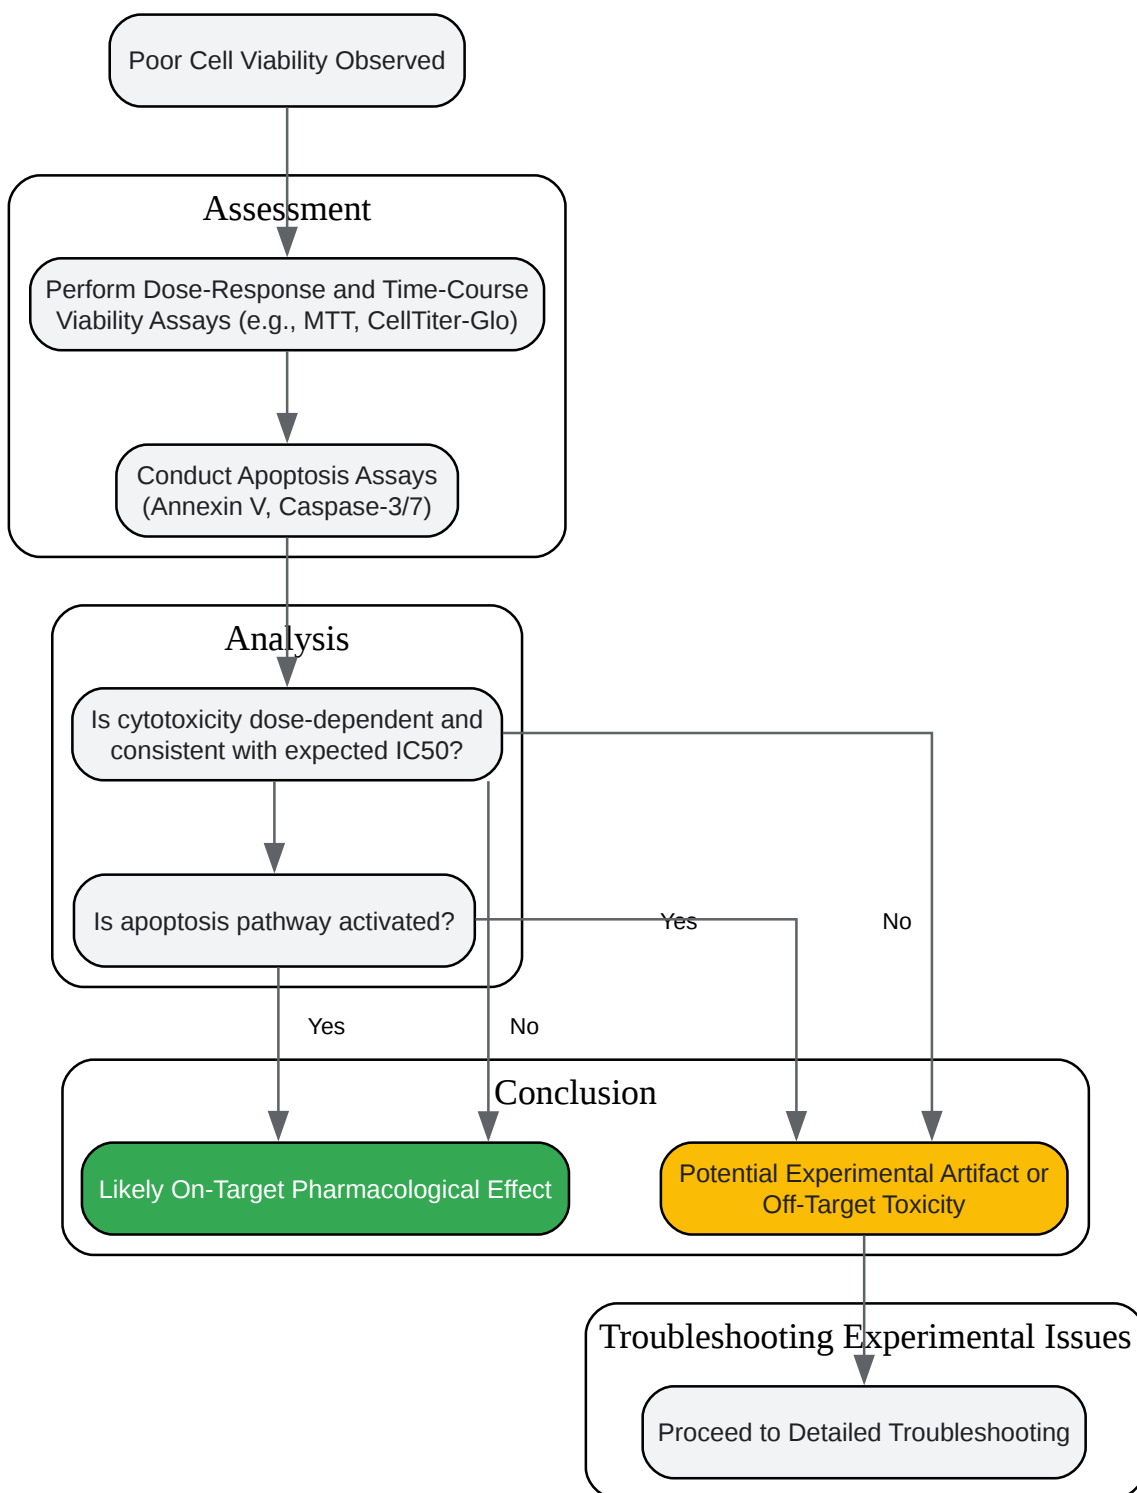 Poor Cell Viability Observed
Assessment
Perform Dose-Response and Time-Course
Viability Assays (e.g., MTT, CellTiter-Glo)
Conduct Apoptosis Assays
(Annexin V, Caspase-3/7)
Analysis
Is cytotoxicity dose-dependent and
consistent with expected IC50?
Is apoptosis pathway activated?
Yes
No
Yes
No
Conclusion
Likely On-Target Pharmacological Effect
Potential Experimental Artifact or
Off-Target Toxicity
Troubleshooting Experimental Issues
Proceed to Detailed Troubleshooting